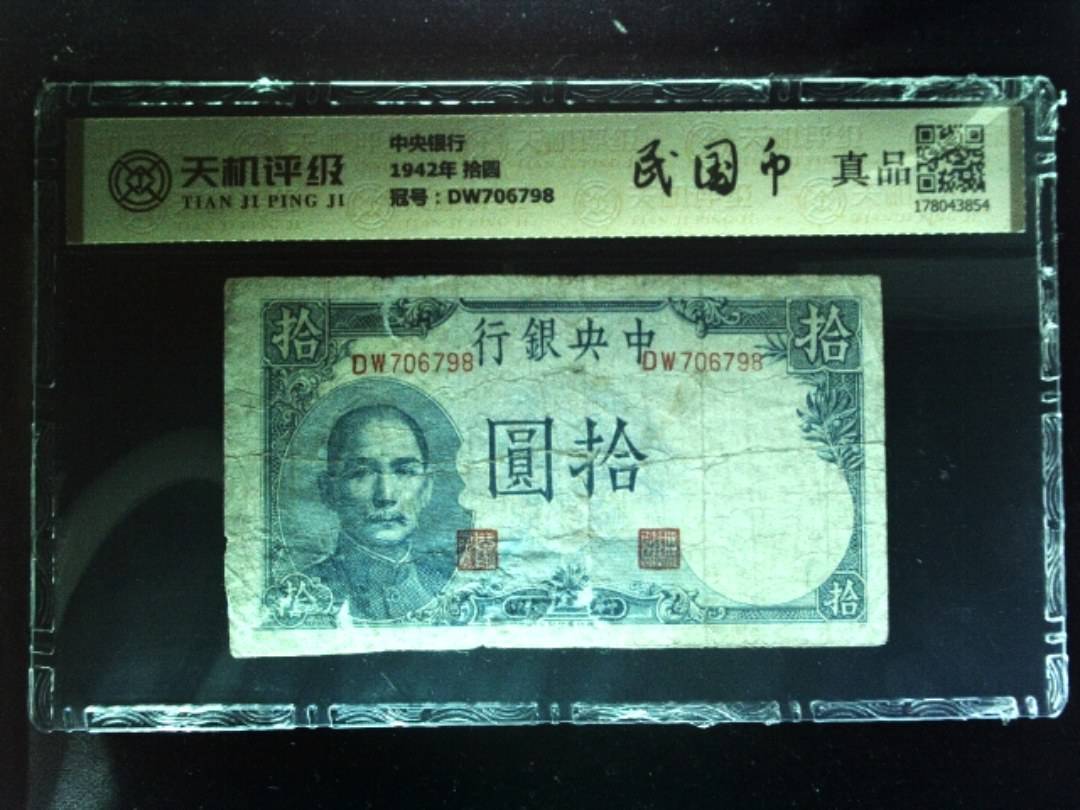 天机评级
TIAN JI PING JI
中央银行
1942年 拾圆
冠号：DW706798
民国币 真品
178043854
拾 行銀央中 拾
DW706798 DW706798
圓拾
拾 拾